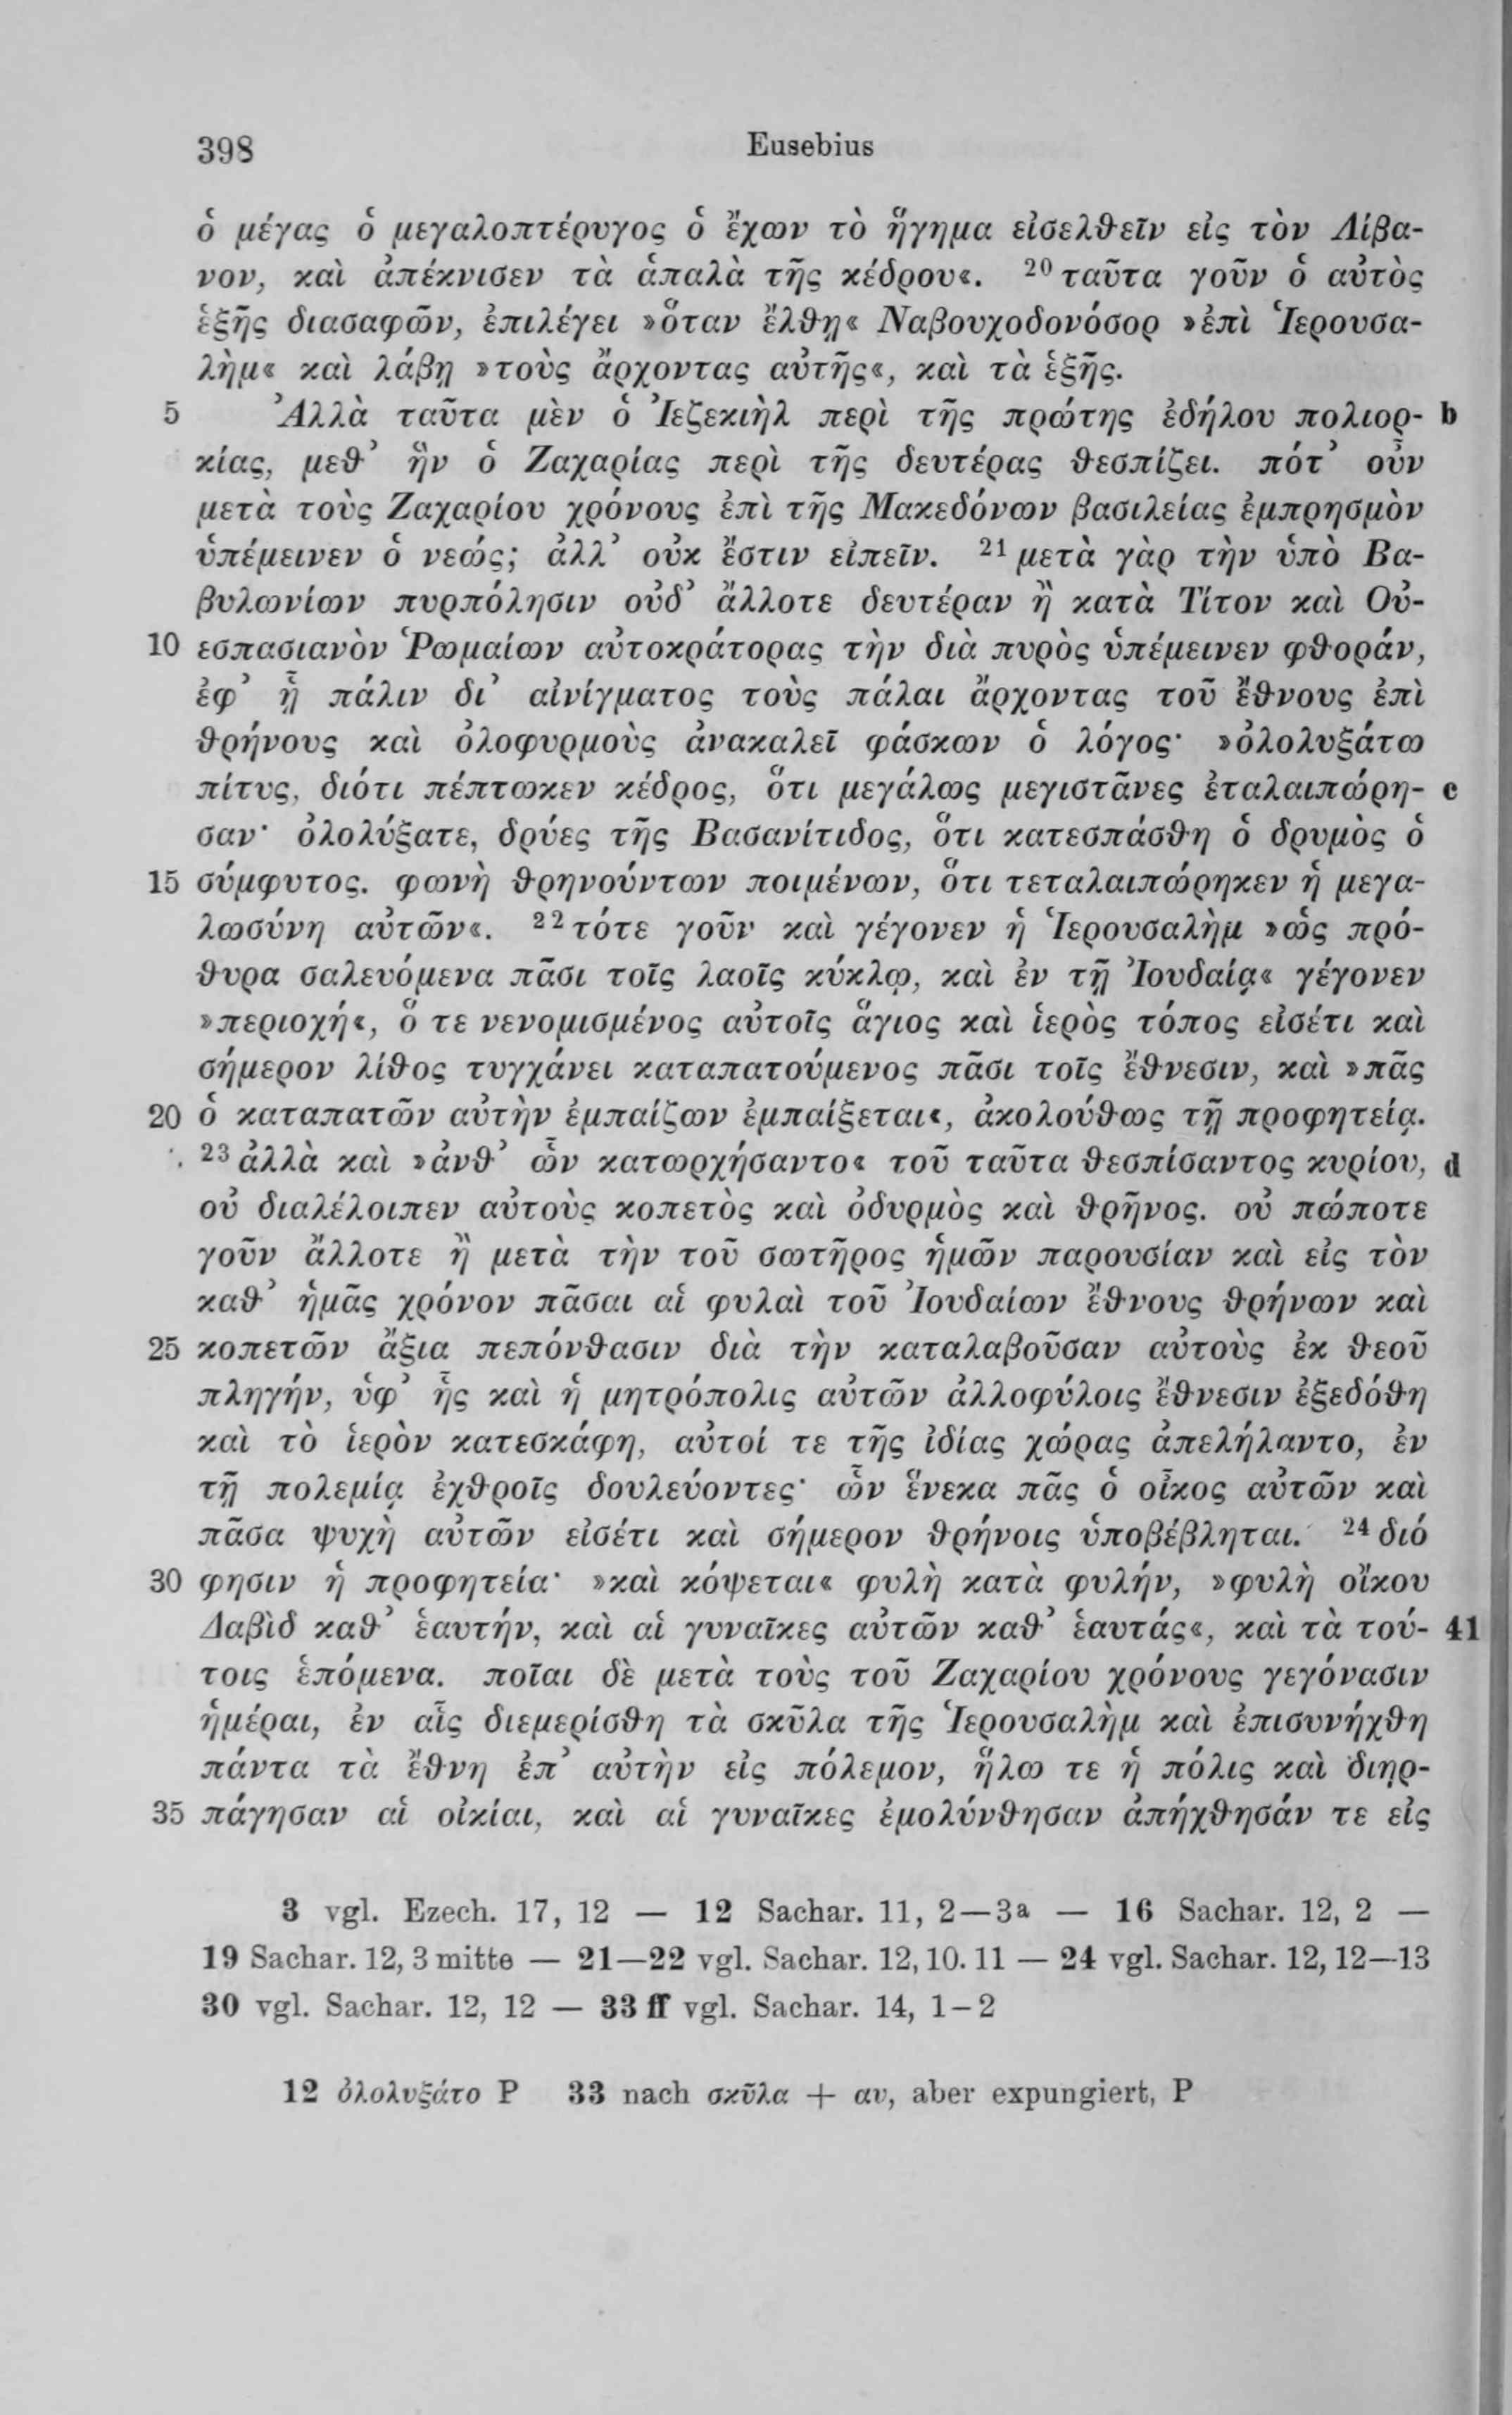 398 Eusebius
ὁ μέγας ὁ μεγαλοπτέρυγος ὁ ἔχων τὸ ἥγημα εἰσελθεῖν εἰς τὸν Λίβα-
νον, καὶ ἀπέκνισεν τὰ ἁπαλὰ τῆς κέδρου«. ²⁰ ταῦτα γοῦν ὁ αὐτὸς
ἑξῆς διασαφῶν, ἐπιλέγει »ὅταν ἔλθῃ« Ναβουχοδονόσορ »ἐπὶ Ἱερουσα-
λὴμ« καὶ λάβῃ »τοὺς ἄρχοντας αὐτῆς«, καὶ τὰ ἑξῆς.
5 Ἀλλὰ ταῦτα μὲν ὁ Ἰεζεκιὴλ περὶ τῆς πρώτης ἐδήλου πολιορ- b
κίας, μεθ' ἣν ὁ Ζαχαρίας περὶ τῆς δευτέρας θεσπίζει. πότ' οὖν
μετὰ τοὺς Ζαχαρίου χρόνους ἐπὶ τῆς Μακεδόνων βασιλείας ἐμπρησμὸν
ὑπέμεινεν ὁ νεώς; ἀλλ' οὐκ ἔστιν εἰπεῖν. ²¹ μετὰ γὰρ τὴν ὑπὸ Βα-
βυλωνίων πυρπόλησιν οὐδ' ἄλλοτε δευτέραν ἢ κατὰ Τίτον καὶ Οὐ-
10 εσπασιανὸν Ῥωμαίων αὐτοκράτορας τὴν διὰ πυρὸς ὑπέμεινεν φθοράν,
ἐφ' ᾗ πάλιν δι' αἰνίγματος τοὺς πάλαι ἄρχοντας τοῦ ἔθνους ἐπὶ
θρήνους καὶ ὀλοφυρμοὺς ἀνακαλεῖ φάσκων ὁ λόγος· »ὀλολυξάτω
πίτυς, διότι πέπτωκεν κέδρος, ὅτι μεγάλως μεγιστᾶνες ἐταλαιπώρη- c
σαν· ὀλολύξατε, δρύες τῆς Βασανίτιδος, ὅτι κατεσπάσθη ὁ δρυμὸς ὁ
15 σύμφυτος. φωνὴ θρηνούντων ποιμένων, ὅτι τεταλαιπώρηκεν ἡ μεγα-
λωσύνη αὐτῶν«. ²² τότε γοῦν καὶ γέγονεν ἡ Ἱερουσαλὴμ »ὡς πρό-
θυρα σαλευόμενα πᾶσι τοῖς λαοῖς κύκλῳ, καὶ ἐν τῇ Ἰουδαίᾳ« γέγονεν
»περιοχή«, ὅ τε νενομισμένος αὐτοῖς ἅγιος καὶ ἱερὸς τόπος εἰσέτι καὶ
σήμερον λίθος τυγχάνει καταπατούμενος πᾶσι τοῖς ἔθνεσιν, καὶ »πᾶς
20 ὁ καταπατῶν αὐτὴν ἐμπαίζων ἐμπαίξεται«, ἀκολούθως τῇ προφητείᾳ.
²³ ἀλλὰ καὶ »ἀνθ' ὧν κατωρχήσαντο« τοῦ ταῦτα θεσπίσαντος κυρίου, d
οὐ διαλέλοιπεν αὐτοὺς κοπετὸς καὶ ὀδυρμὸς καὶ θρῆνος. οὐ πώποτε
γοῦν ἄλλοτε ἢ μετὰ τὴν τοῦ σωτῆρος ἡμῶν παρουσίαν καὶ εἰς τὸν
καθ' ἡμᾶς χρόνον πᾶσαι αἱ φυλαὶ τοῦ Ἰουδαίων ἔθνους θρήνων καὶ
25 κοπετῶν ἄξια πεπόνθασιν διὰ τὴν καταλαβοῦσαν αὐτοὺς ἐκ θεοῦ
πληγήν, ὑφ' ἧς καὶ ἡ μητρόπολις αὐτῶν ἀλλοφύλοις ἔθνεσιν ἐξεδόθη
καὶ τὸ ἱερὸν κατεσκάφη, αὐτοί τε τῆς ἰδίας χώρας ἀπελήλαντο, ἐν
τῇ πολεμίᾳ ἐχθροῖς δουλεύοντες· ὧν ἕνεκα πᾶς ὁ οἶκος αὐτῶν καὶ
πᾶσα ψυχὴ αὐτῶν εἰσέτι καὶ σήμερον θρήνοις ὑποβέβληται. ²⁴ διό
30 φησιν ἡ προφητεία· »καὶ κόψεται« φυλὴ κατὰ φυλήν, »φυλὴ οἴκου
Δαβὶδ καθ' ἑαυτήν, καὶ αἱ γυναῖκες αὐτῶν καθ' ἑαυτάς«, καὶ τὰ τού- 41
τοις ἑπόμενα. ποῖαι δὲ μετὰ τοὺς τοῦ Ζαχαρίου χρόνους γεγόνασιν
ἡμέραι, ἐν αἷς διεμερίσθη τὰ σκῦλα τῆς Ἱερουσαλὴμ καὶ ἐπισυνήχθη
πάντα τὰ ἔθνη ἐπ' αὐτὴν εἰς πόλεμον, ἥλω τε ἡ πόλις καὶ διηρ-
35 πάγησαν αἱ οἰκίαι, καὶ αἱ γυναῖκες ἐμολύνθησαν ἀπήχθησάν τε εἰς
3 vgl. Ezech. 17, 12 — 12 Sachar. 11, 2—3a — 16 Sachar. 12, 2 —
19 Sachar. 12, 3 mitte — 21—22 vgl. Sachar. 12, 10. 11 — 24 vgl. Sachar. 12, 12—13
30 vgl. Sachar. 12, 12 — 33 ff vgl. Sachar. 14, 1-2
12 ὀλολυξάτο P 33 nach σκῦλα + αν, aber expungiert, P